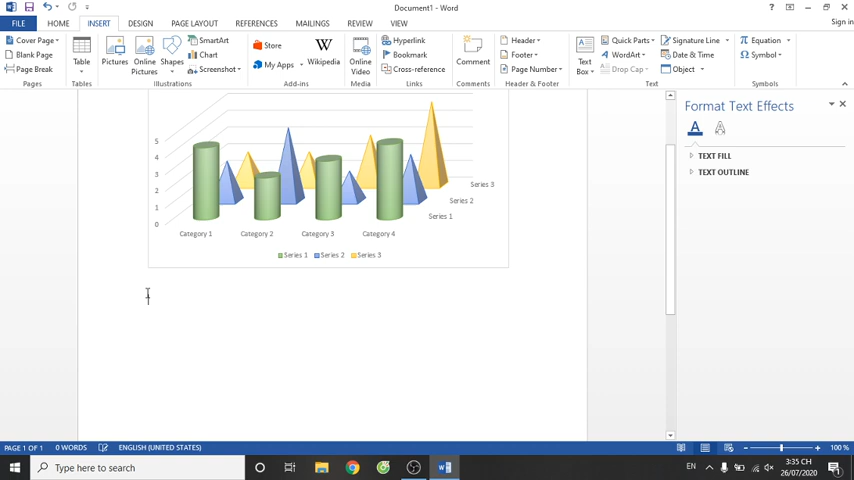 Document1 - Word
FILE HOME INSERT DESIGN PAGE LAYOUT REFERENCES MAILINGS REVIEW VIEW Sign in
Cover Page
Blank Page
Page Break
Pages
Table
Tables
Pictures
Online Pictures
Shapes
SmartArt
Chart
Screenshot
Illustrations
Store
My Apps
Wikipedia
Add-ins
Online Video
Media
Hyperlink
Bookmark
Cross-reference
Links
Comment
Comments
Header
Footer
Page Number
Header & Footer
Text Box
Quick Parts
WordArt
Drop Cap
Signature Line
Date & Time
Object
Text
Equation
Symbol
Symbols
Format Text Effects
A A
TEXT FILL
TEXT OUTLINE
5
4
3
2
1
0
Series 3
Series 2
Series 1
Category 1 Category 2 Category 3 Category 4
Series 1 Series 2 Series 3
PAGE 1 OF 1 0 WORDS ENGLISH (UNITED STATES) 100 %
Type here to search
EN
3:35 CH
26/07/2020
1